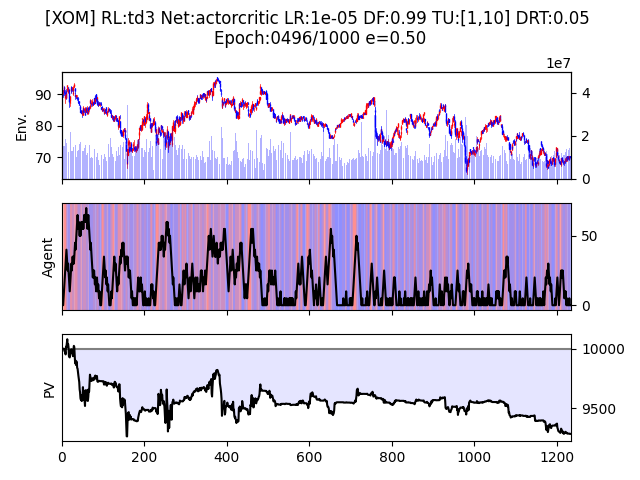 [XOM] RL:td3 Net:actorcritic LR:1e-05 DF:0.99 TU:[1,10] DRT:0.05
Epoch:0496/1000 e=0.50
1e7
Env.
90
80
70
4
2
0
Agent
50
0
PV
10000
9500
0 200 400 600 800 1000 1200